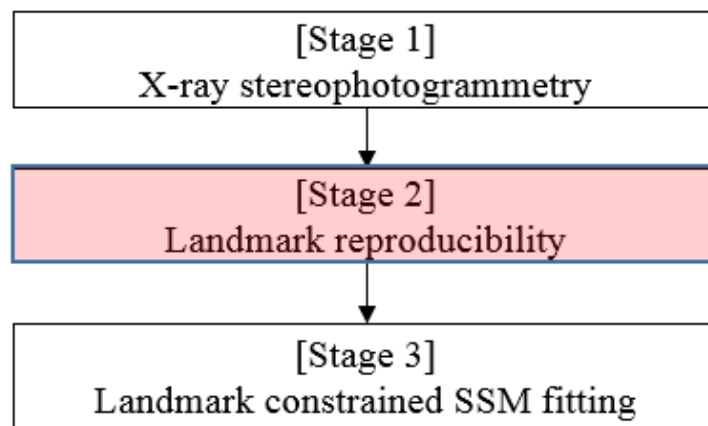 [Stage 1]
X-ray stereophotogrammetry
[Stage 2]
Landmark reproducibility
[Stage 3]
Landmark constrained SSM fitting